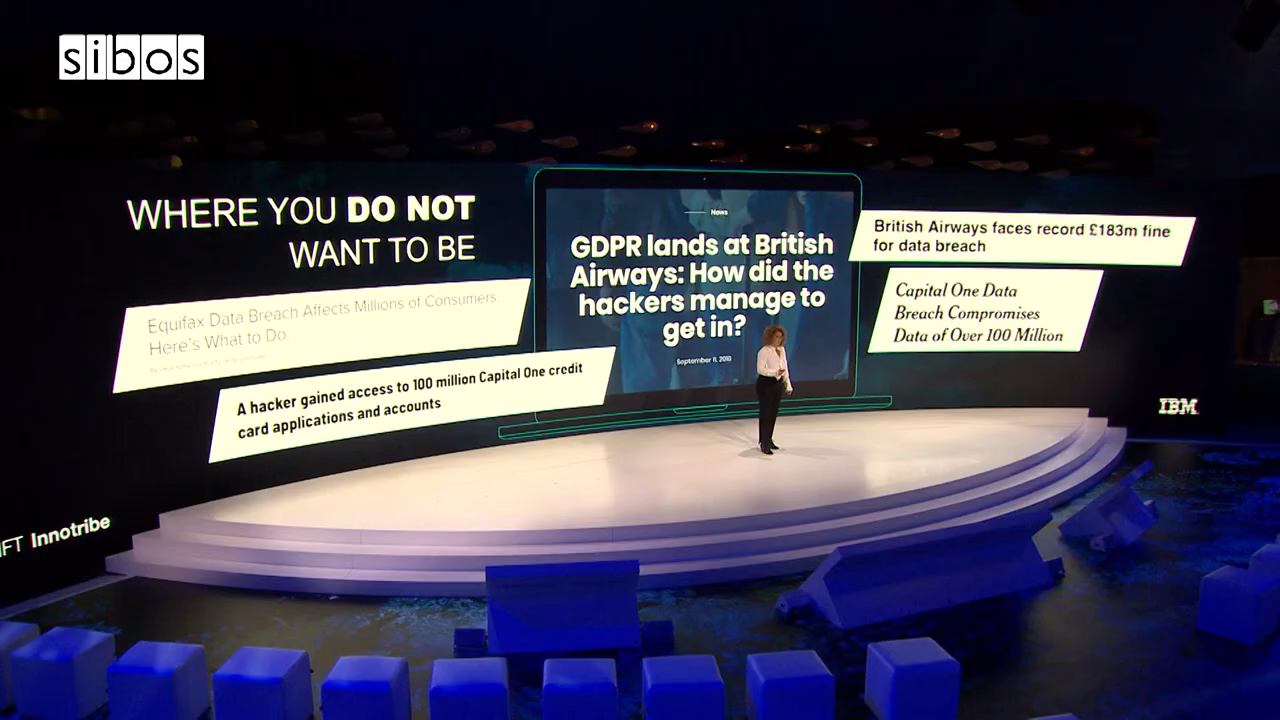 sibos
WHERE YOU DO NOT
WANT TO BE
Equifax Data Breach Affects Millions of Consumers.
Here's What to Do.
A hacker gained access to 100 million Capital One credit
card applications and accounts
News
GDPR lands at British
Airways: How did the
hackers manage to
get in?
September 11, 2018
British Airways faces record £183m fine
for data breach
Capital One Data
Breach Compromises
Data of Over 100 Million
IBM
Innotribe